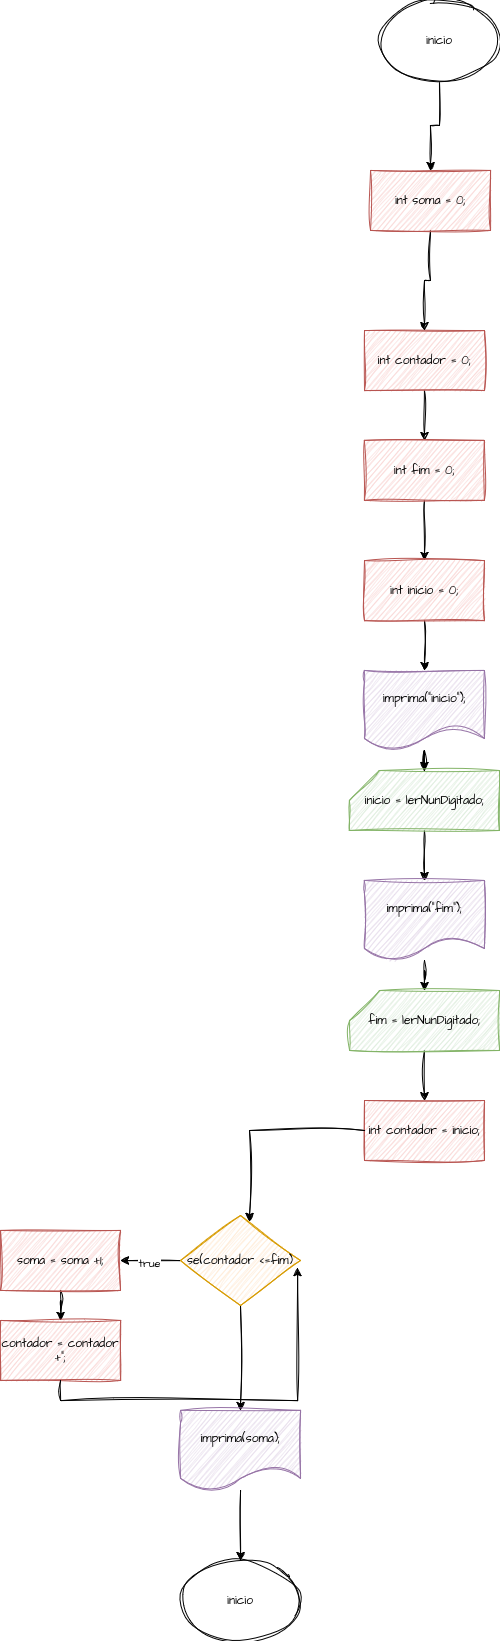 inicio
int soma = 0;
int contador = 0;
int fim = 0;
int inicio = 0;
imprima("inicio");
inicio = lerNunDigitado;
imprima("fim");
fim = lerNunDigitado;
int contador = inicio;
se(contador <=fim)
true
soma = soma +1;
contador = contador
imprima(soma);
inicio